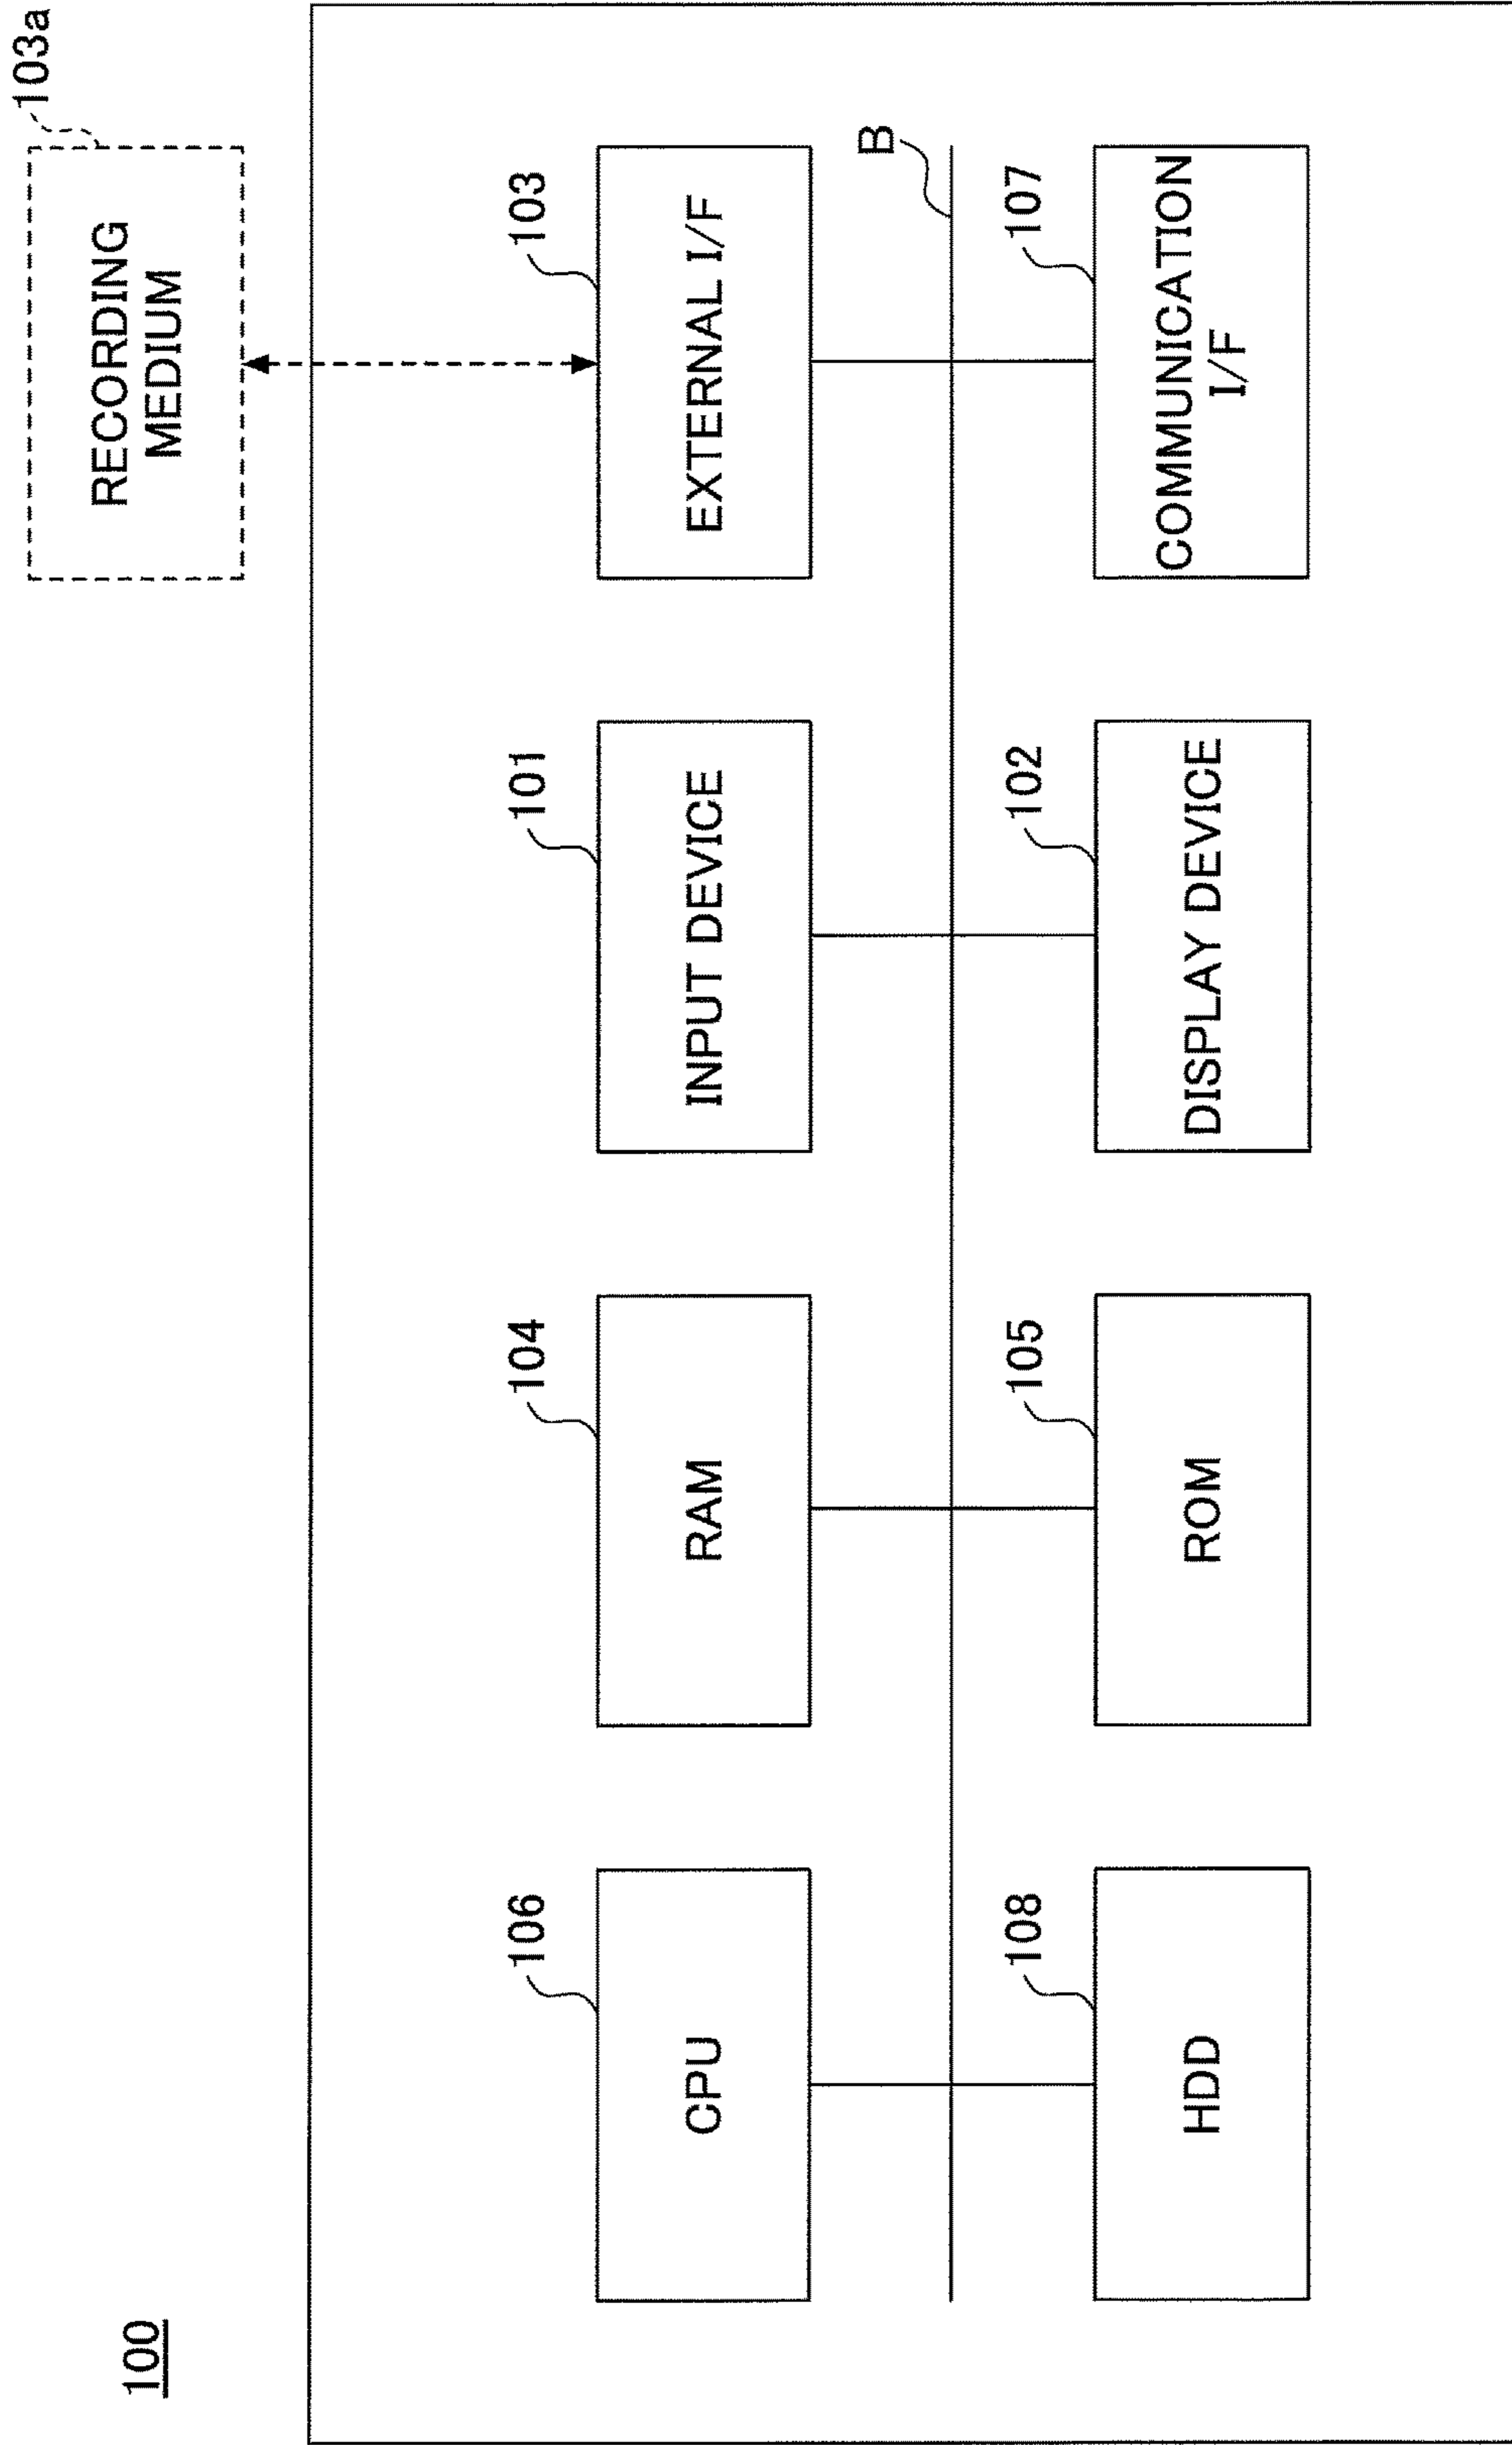 100
103a
RECORDING
MEDIUM
106
104
101
103
CPU
RAM
INPUT DEVICE
EXTERNAL I/F
B
108
105
102
107
HDD
ROM
DISPLAY DEVICE
COMMUNICATION
I/F